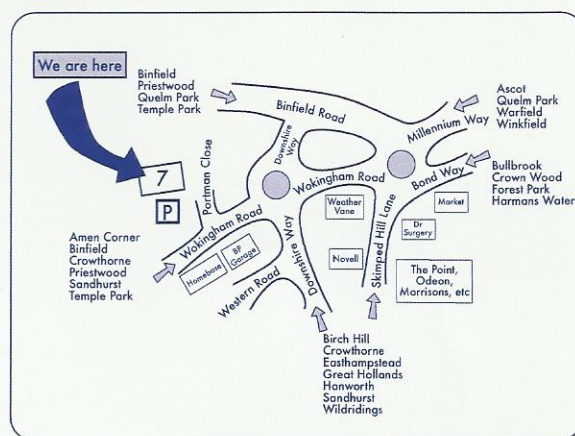 We are here
Binfield
Priestwood
Quelm Park
Temple Park
Binfield Road
Ascot
Quelm Park
Warfield
Winkfield
Millennium Way
Downshire
Way
Portman Close
7
P
Wokingham Road
Bond Way
Bullbrook
Crown Wood
Forest Park
Harmans Water
Wokingham Road
Weather
Vane
Skimped Hill Lane
Market
Dr
Surgery
Amen Corner
Binfield
Crowthorne
Priestwood
Sandhurst
Temple Park
BP
Garage
Homebase
Western Road
Downshire Way
Novell
The Point,
Odeon,
Morrisons, etc
Birch Hill
Crowthorne
Easthampstead
Great Hollands
Hanworth
Sandhurst
Wildridings